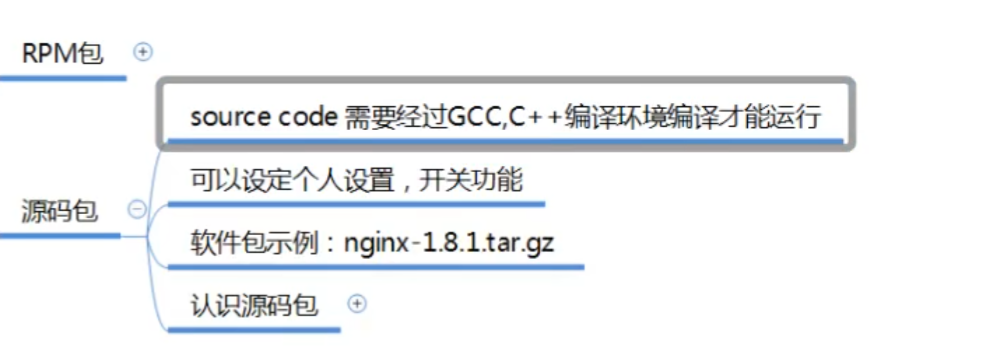 RPM包
source code 需要经过GCC,C++编译环境编译才能运行
可以设定个人设置，开关功能
源码包
软件包示例：nginx-1.8.1.tar.gz
认识源码包